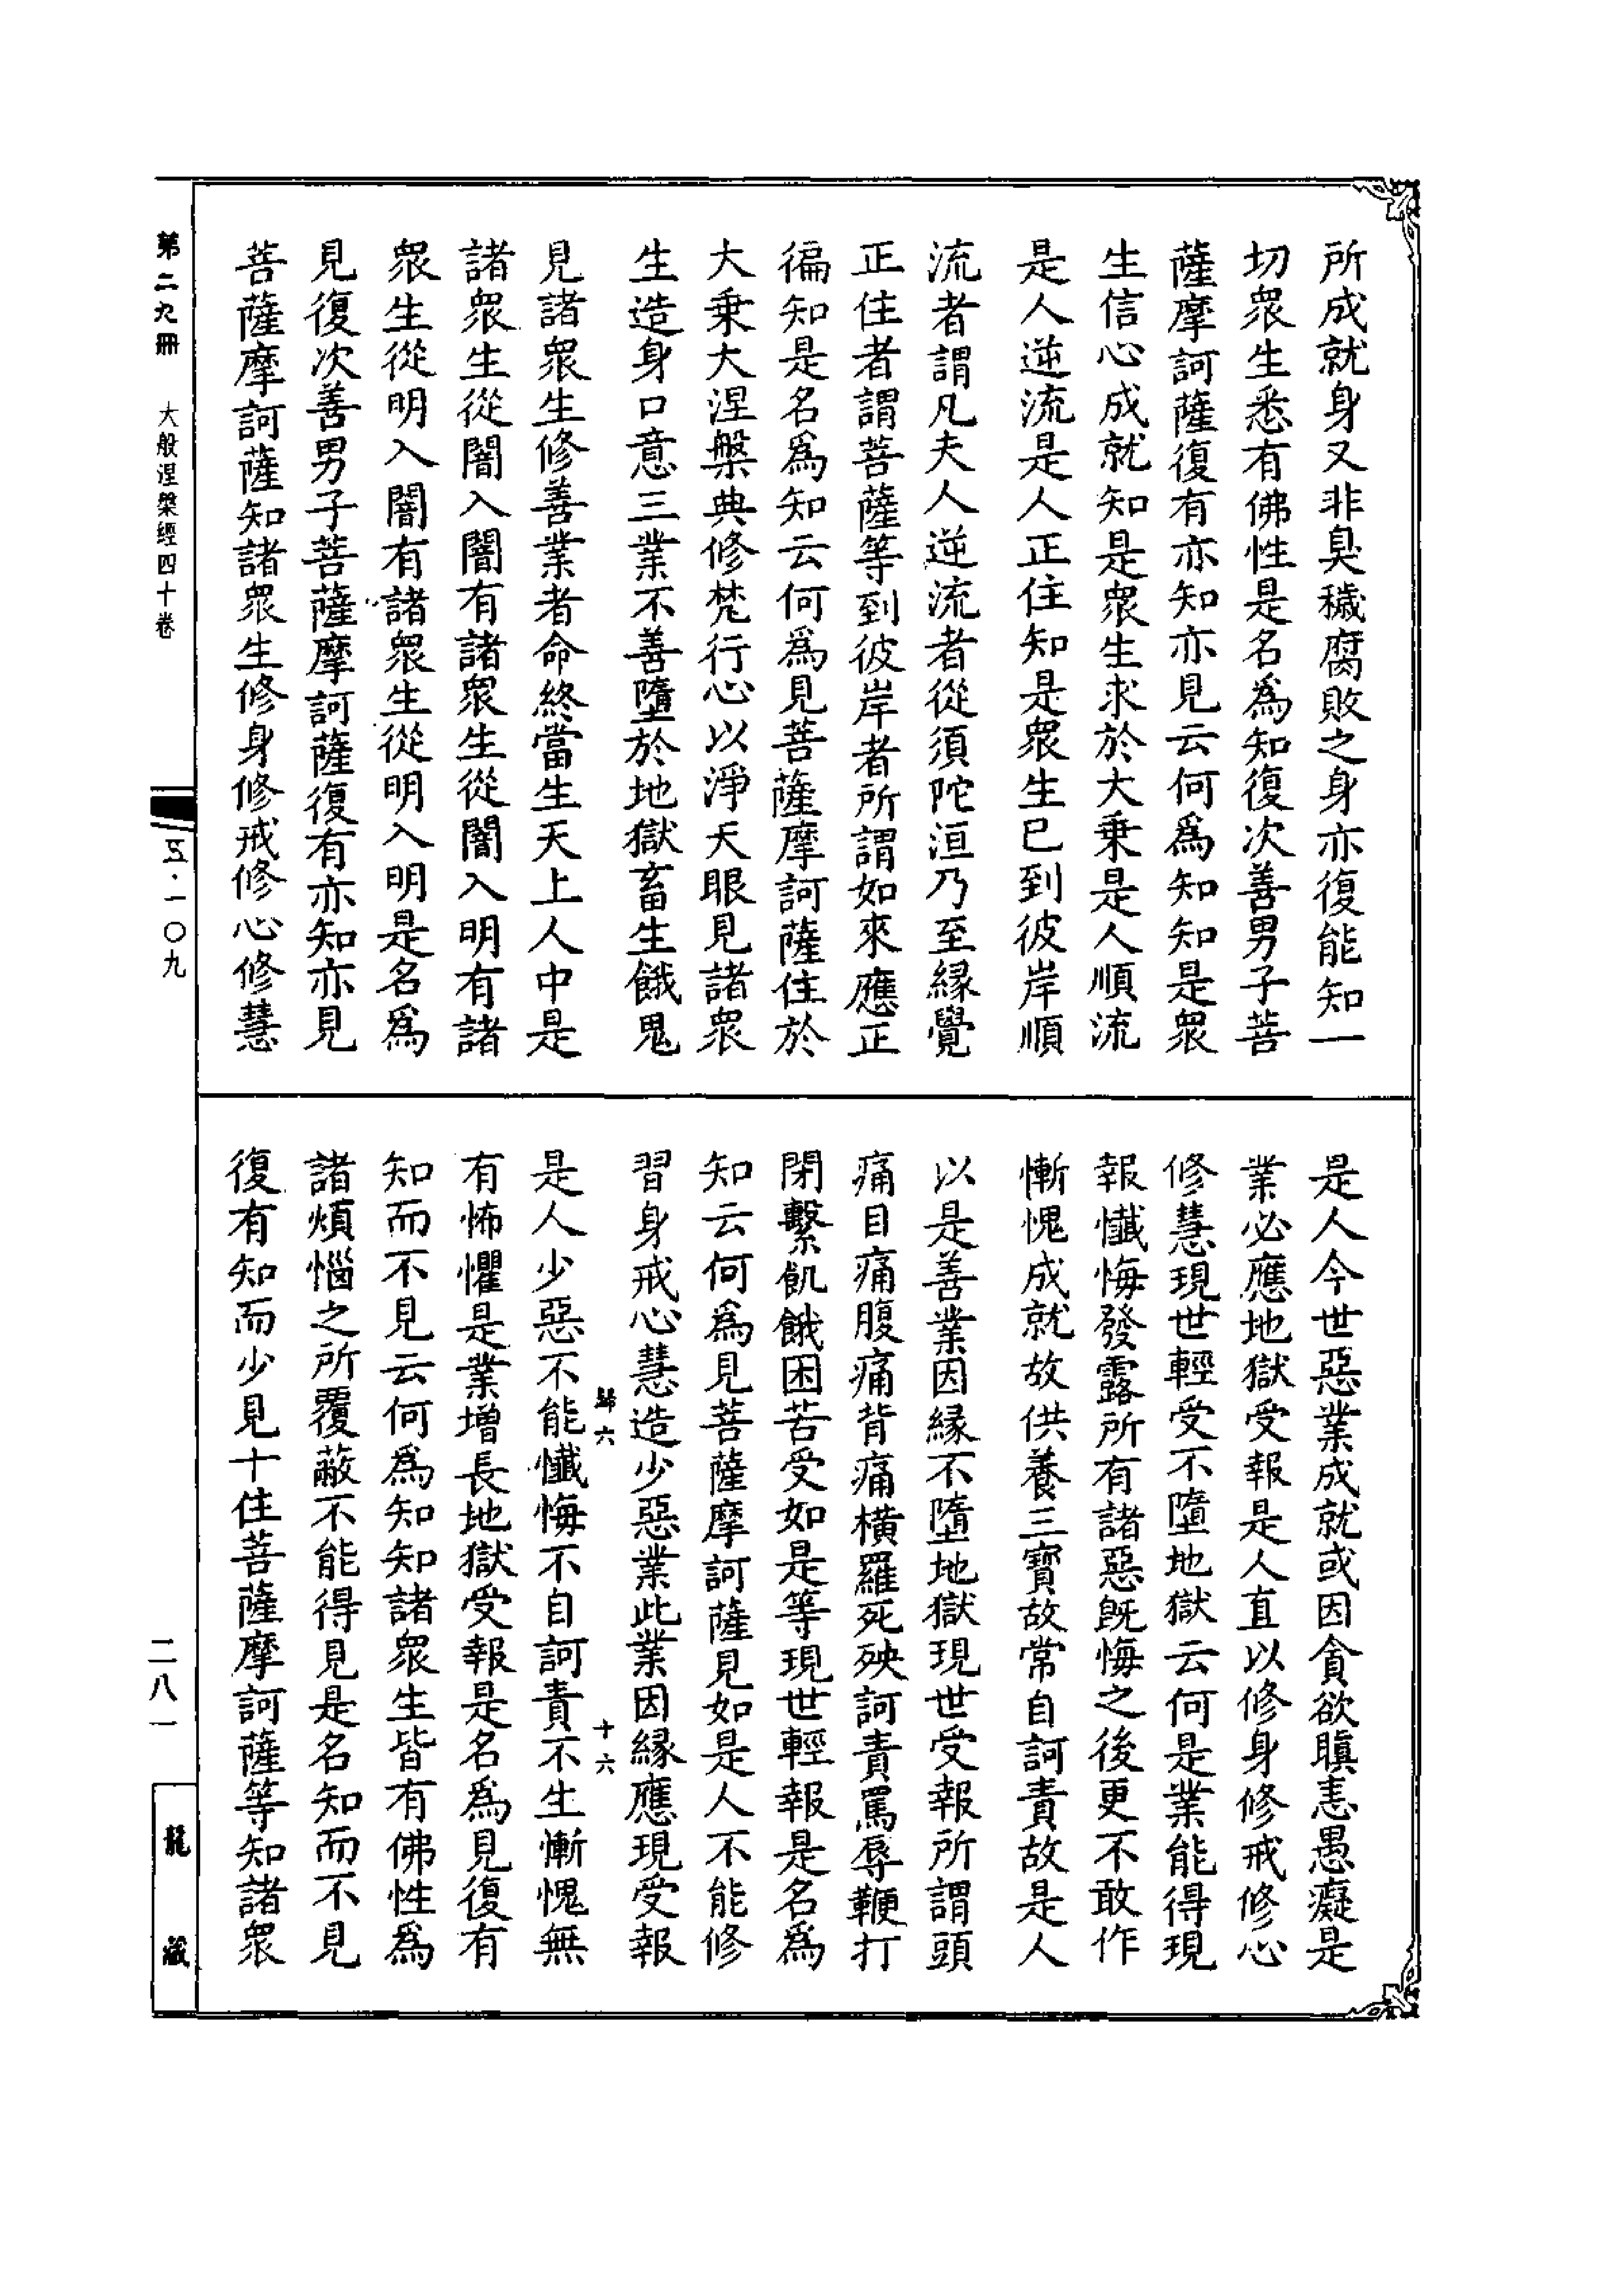 所成就身又非臭穢腐敗之身亦復能知一
切衆生悉有佛性是名爲知復次善男子菩
薩摩訶薩復有亦知亦見云何爲知知是衆
生信心成就知是衆生求於大乗是人順流
是人逆流是人正住知是衆生已到彼岸順
流者謂凡夫人逆流者從須陀洹乃至緣覺
正住者謂菩薩等到彼岸者所謂如來應正
徧知是名爲知云何爲見菩薩摩訶薩住於
大乗大涅槃典修梵行心以淨天眼見諸衆
生造身口意三業不善墮於地獄畜生餓鬼
見諸衆生修善業者命終當生天上人中是
諸衆生從闇入闇有諸衆生從闇入明有諸
衆生從明入闇有諸衆生從明入明是名爲
見復次善男子菩薩摩訶薩復有亦知亦見
菩薩摩訶薩知諸衆生修身修戒修心修慧
是人今世惡業成就或因貪欲瞋恚愚癡是
業必應地獄受報是人直以修身修戒修心
修慧現世輕受不墮地獄云何是業能得現
報懺悔發露所有諸惡旣悔之後更不敢作
慚愧成就故供養三寳故常自訶責故是人
以是善業因緣不墮地獄現世受報所謂頭
痛目痛腹痛背痛橫羅死殃訶責罵辱鞭打
閉繫飢餓困苦受如是等現世輕報是名爲
知云何爲見菩薩摩訶薩見如是人不能修
習身戒心慧造少惡業此業因緣應現受報
歸六 十六
是人少惡不能懺悔不自訶責不生慚愧無
有怖懼是業增長地獄受報是名爲見復有
知而不見云何爲知知諸衆生皆有佛性爲
諸煩惱之所覆蔽不能得見是名知而不見
復有知而少見十住菩薩摩訶薩等知諸衆
第二九冊 大般涅槃經四十卷
五·一〇九
二八一
龍藏